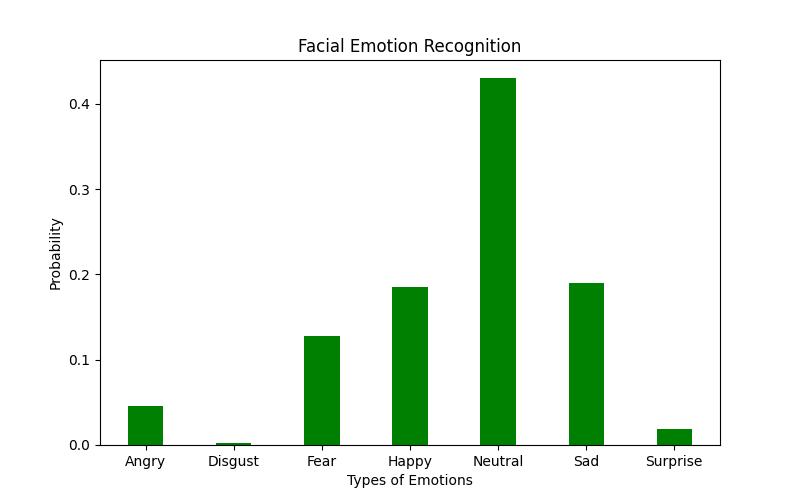 Facial Emotion Recognition
0.4
0.3
0.2
0.1
0.0
Probability
Angry Disgust Fear Happy Neutral Sad Surprise
Types of Emotions